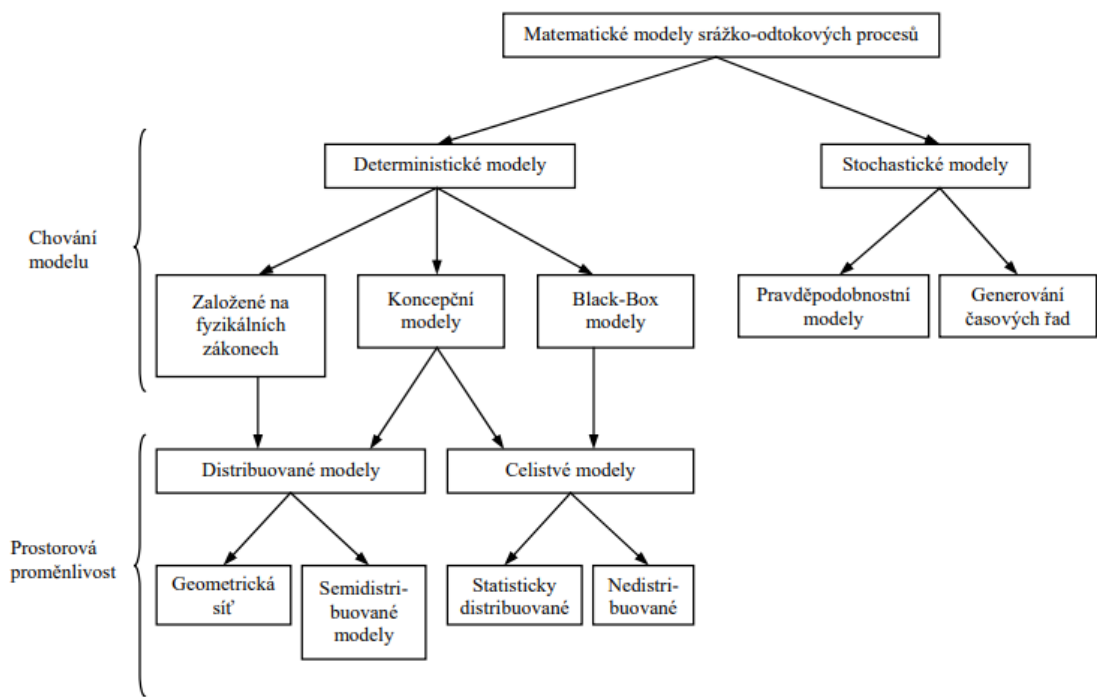 Matematické modely srážko-odtokových procesů
Deterministické modely
Stochastické modely
Chování
modelu
Založené na
fyzikálních
zákonech
Koncepční
modely
Black-Box
modely
Pravděpodobnostní
modely
Generování
časových řad
Distribuované modely
Celistvé modely
Prostorová
proměnlivost
Geometrická
síť
Semidistri-
buované
modely
Statisticky
distribuované
Nedistri-
buované